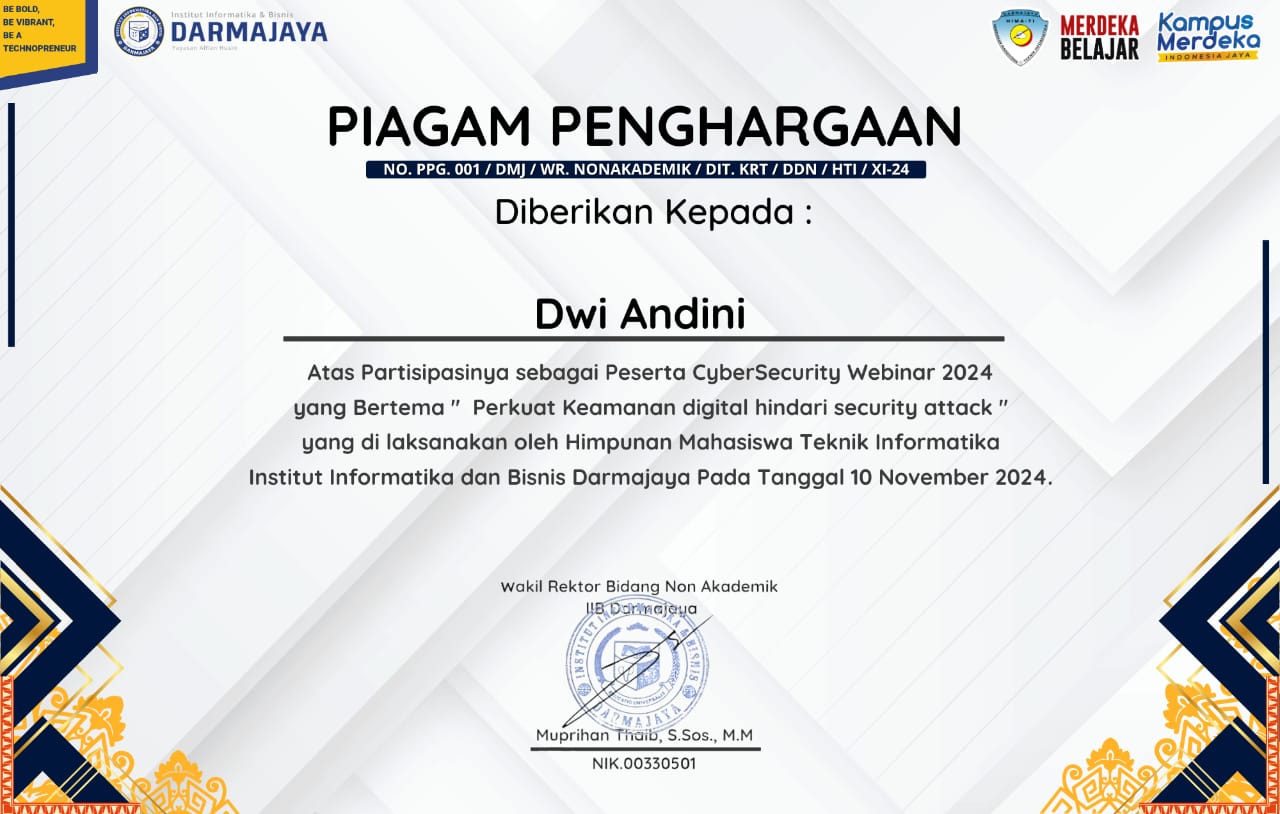 BE BOLD,
BE VIBRANT,
BE A
TECHNOPRENEUR
Institut Informatika & Bisnis
DARMAJAYA
Yayasan Alfian Husin
HIMA-TI
MERDEKA
BELAJAR
Kampus
Merdeka
INDONESIA JAYA
PIAGAM PENGHARGAAN
NO. PPG. 001 / DMJ / WR. NONAKADEMIK / DIT. KRT / DDN / HTI / XI-24
Diberikan Kepada :
Dwi Andini
Atas Partisipasinya sebagai Peserta CyberSecurity Webinar 2024
yang Bertema "  Perkuat Keamanan digital hindari security attack "
yang di laksanakan oleh Himpunan Mahasiswa Teknik Informatika
Institut Informatika dan Bisnis Darmajaya Pada Tanggal 10 November 2024.
Wakil Rektor Bidang Non Akademik
IIB Darmajaya
INSTITUT INFORMATIKA & BISNIS
DARMAJAYA
Muprihan Thaib, S.Sos., M.M
NIK.00330501